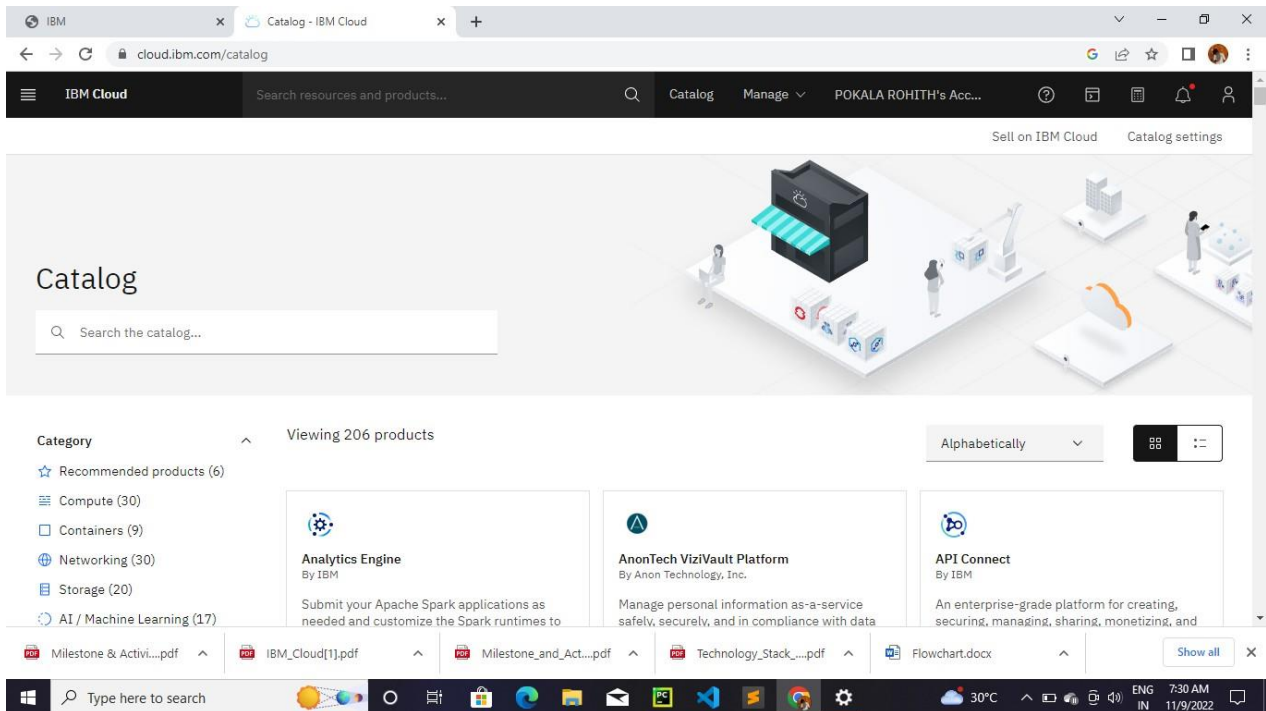 IBM
Catalog - IBM Cloud
cloud.ibm.com/catalog
IBM Cloud
Search resources and products...
Catalog
Manage
POKALA ROHITH's Acc...
Sell on IBM Cloud
Catalog settings
Catalog
Search the catalog...
Category
Recommended products (6)
Compute (30)
Containers (9)
Networking (30)
Storage (20)
AI / Machine Learning (17)
Viewing 206 products
Alphabetically
Analytics Engine
By IBM
Submit your Apache Spark applications as
needed and customize the Spark runtimes to
AnonTech ViziVault Platform
By Anon Technology, Inc.
Manage personal information as-a-service
safely, securely, and in compliance with data
API Connect
By IBM
An enterprise-grade platform for creating,
securing, managing, sharing, monetizing, and
Milestone & Activi....pdf
IBM_Cloud[1].pdf
Milestone_and_Act....pdf
Technology_Stack_....pdf
Flowchart.docx
Show all
Type here to search
30°C
ENG
IN
7:30 AM
11/9/2022